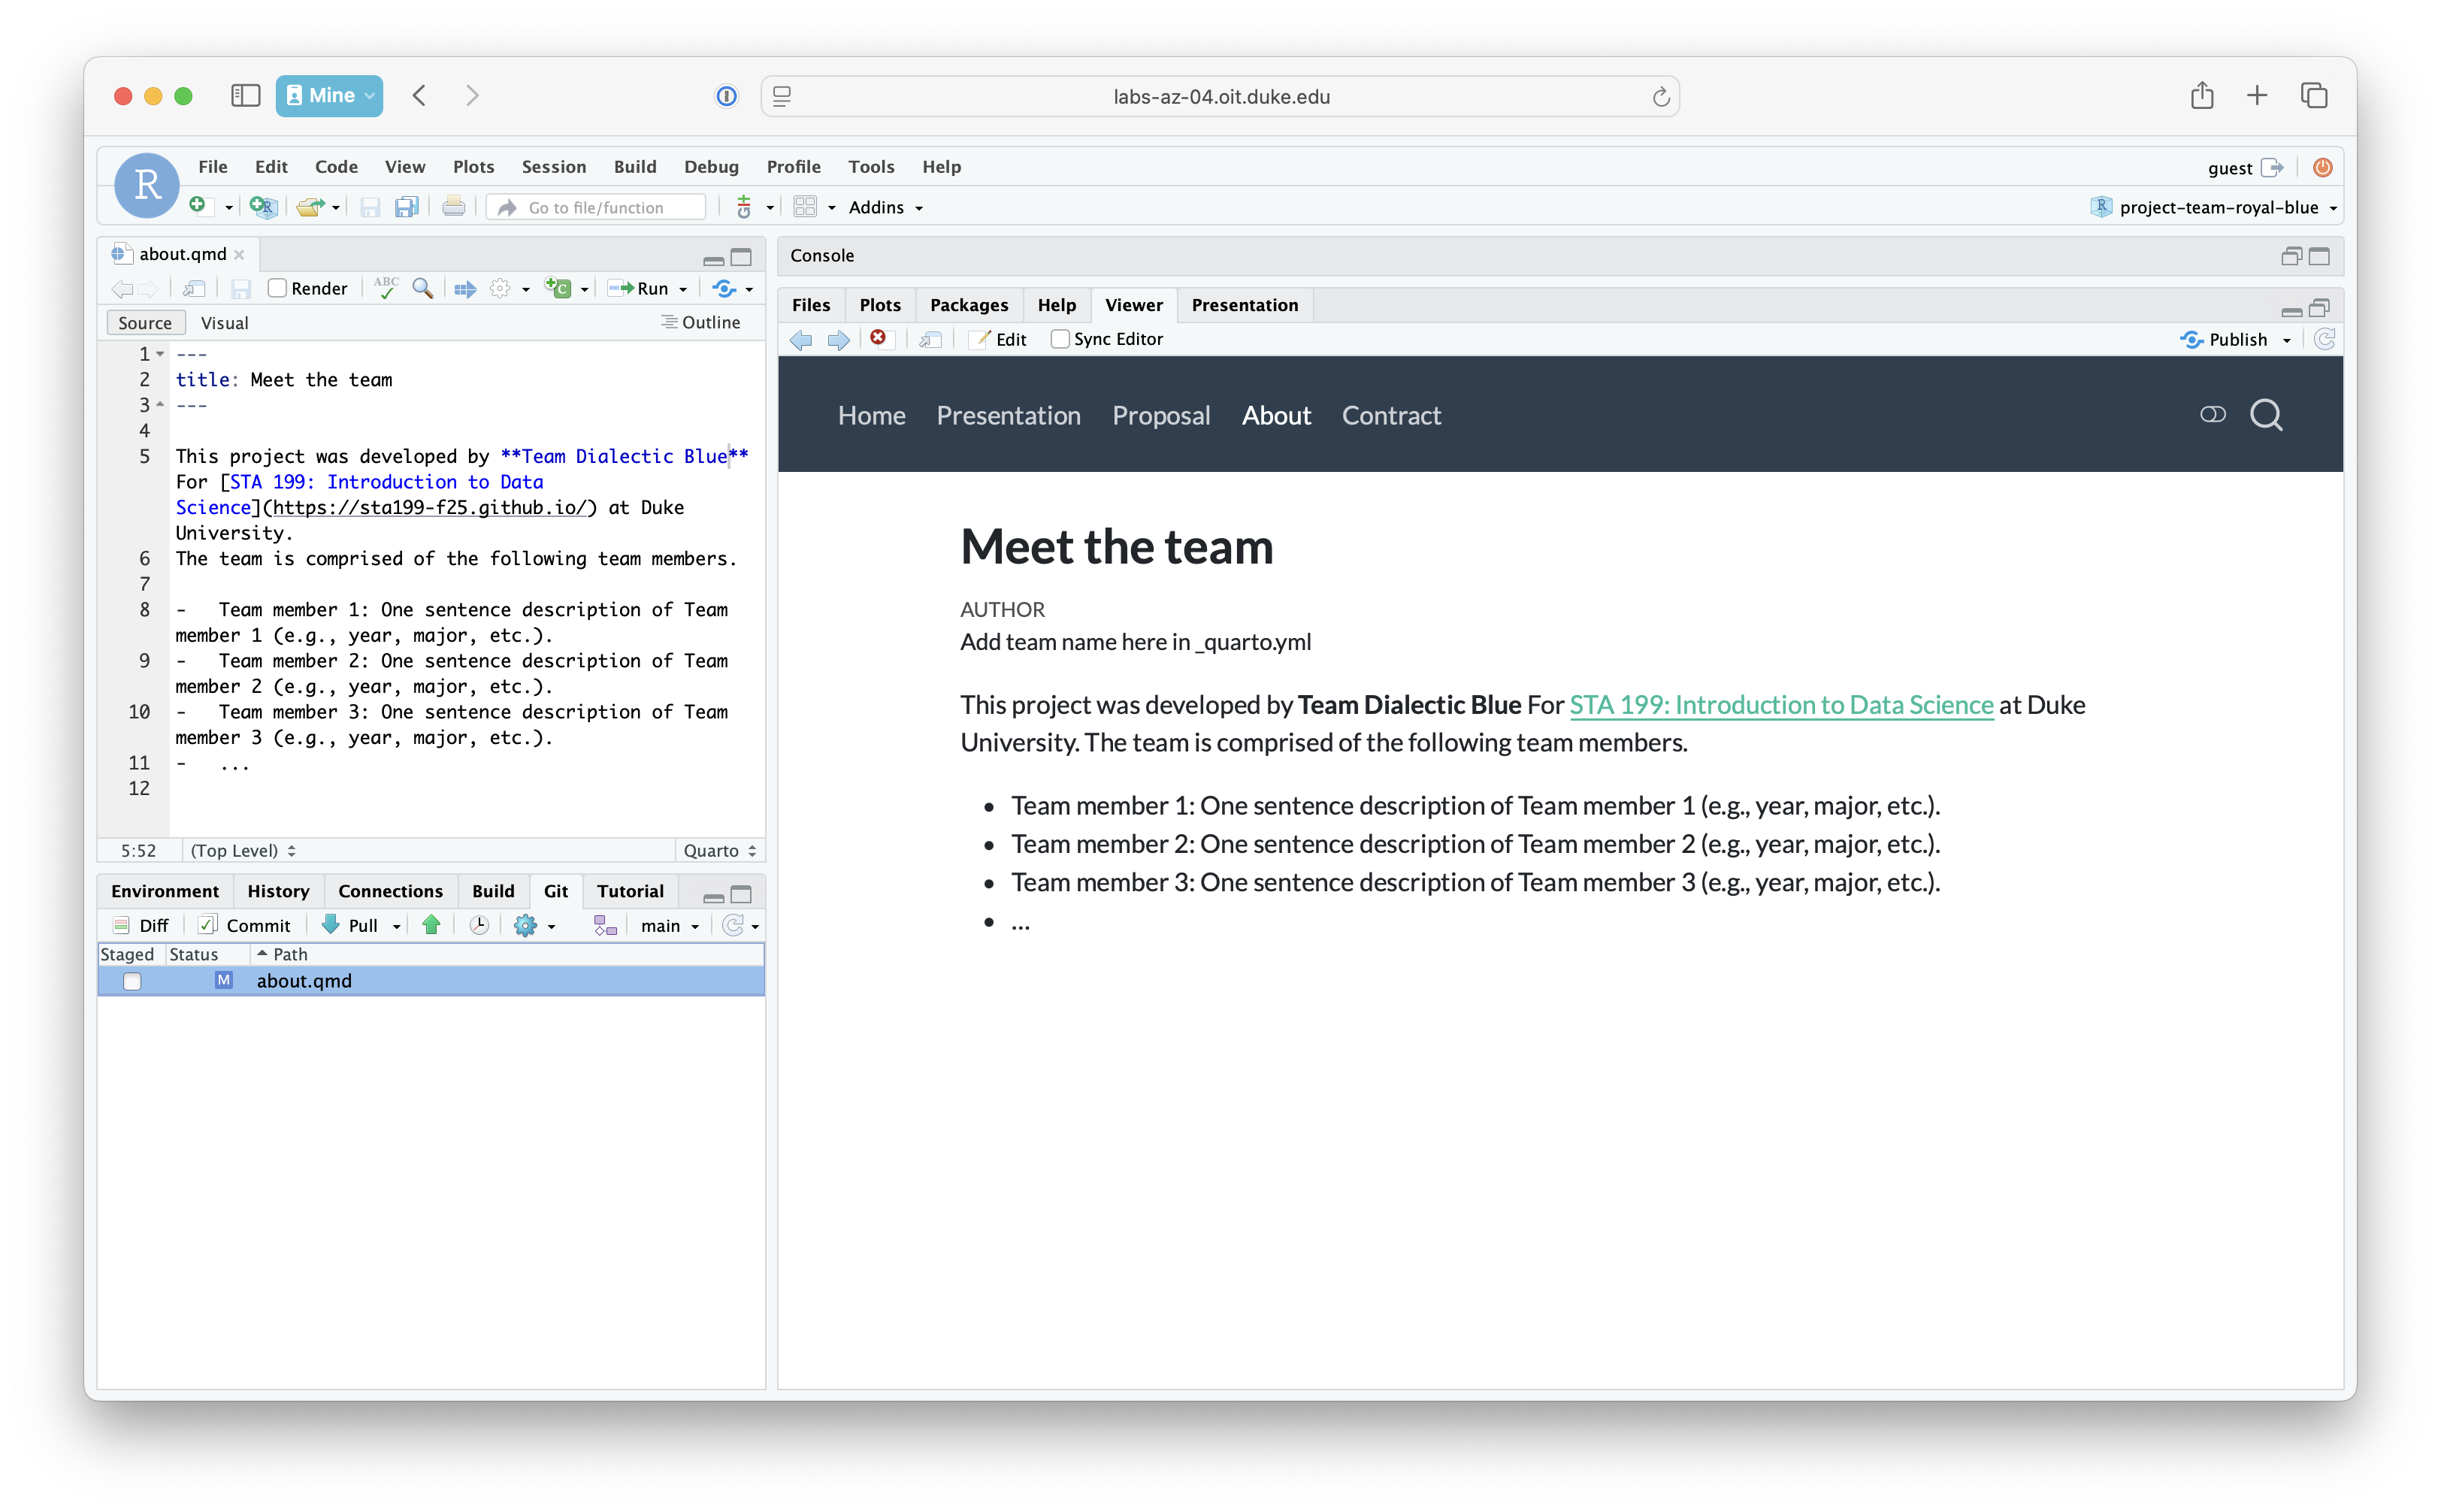 Mine
labs-az-04.oit.duke.edu
R
File Edit Code View Plots Session Build Debug Profile Tools Help
guest
Go to file/function
Addins
project-team-royal-blue
about.qmd
Render
ABC
Run
Source Visual
Outline
1 ---
2 title: Meet the team
3 ---
4
5 This project was developed by **Team Dialectic Blue**
For [STA 199: Introduction to Data
Science](https://sta199-f25.github.io/) at Duke
University.
6 The team is comprised of the following team members.
7
8 - Team member 1: One sentence description of Team
member 1 (e.g., year, major, etc.).
9 - Team member 2: One sentence description of Team
member 2 (e.g., year, major, etc.).
10 - Team member 3: One sentence description of Team
member 3 (e.g., year, major, etc.).
11 - ...
12
5:52 (Top Level) Quarto
Environment History Connections Build Git Tutorial
Diff Commit Pull main
Staged Status Path
M about.qmd
Console
Files Plots Packages Help Viewer Presentation
Edit Sync Editor Publish
Home Presentation Proposal About Contract
Meet the team
AUTHOR
Add team name here in _quarto.yml
This project was developed by Team Dialectic Blue For STA 199: Introduction to Data Science at Duke
University. The team is comprised of the following team members.
• Team member 1: One sentence description of Team member 1 (e.g., year, major, etc.).
• Team member 2: One sentence description of Team member 2 (e.g., year, major, etc.).
• Team member 3: One sentence description of Team member 3 (e.g., year, major, etc.).
• ...